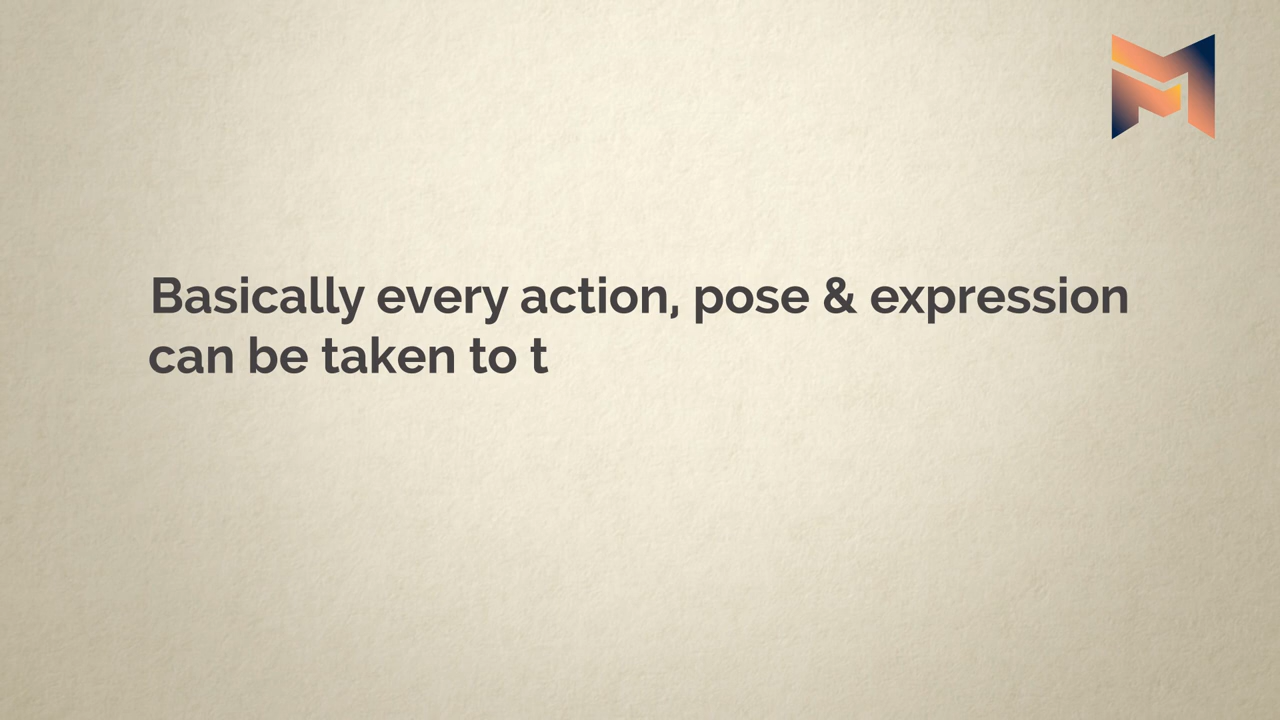 Basically every action, pose & expression
can be taken to t